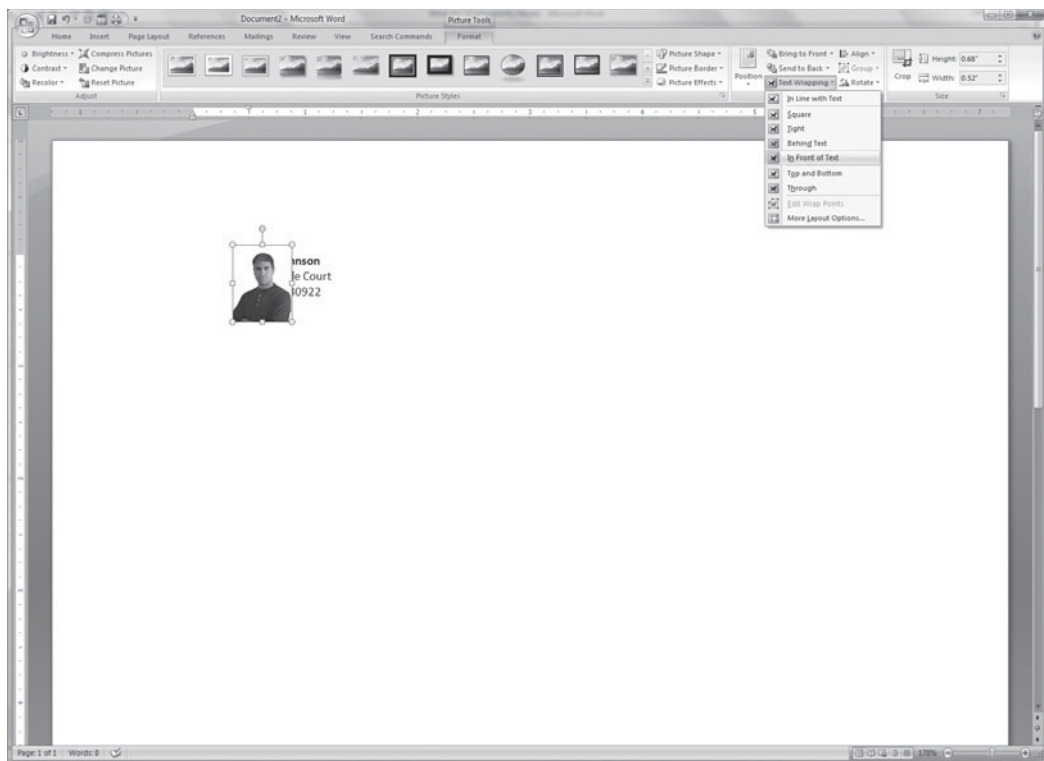 Document2 - Microsoft Word
Picture Tools
Home Insert Page Layout References Mailings Review View Search Commands Format
Brightness Compress Pictures Picture Shape Bring to Front Align Height: 0.68"
Contrast Change Picture Picture Border Send to Back Group
Recolor Reset Picture Picture Effects Position Text Wrapping Rotate Crop Width: 0.52"
Adjust Picture Styles Size
In Line with Text
Square
Tight
Behing Text
In Front of Text
Top and Bottom
Through
Edit Wrap Points
More Layout Options...
hnson
le Court
30922
Page: 1 of 1 Words: 8 178%